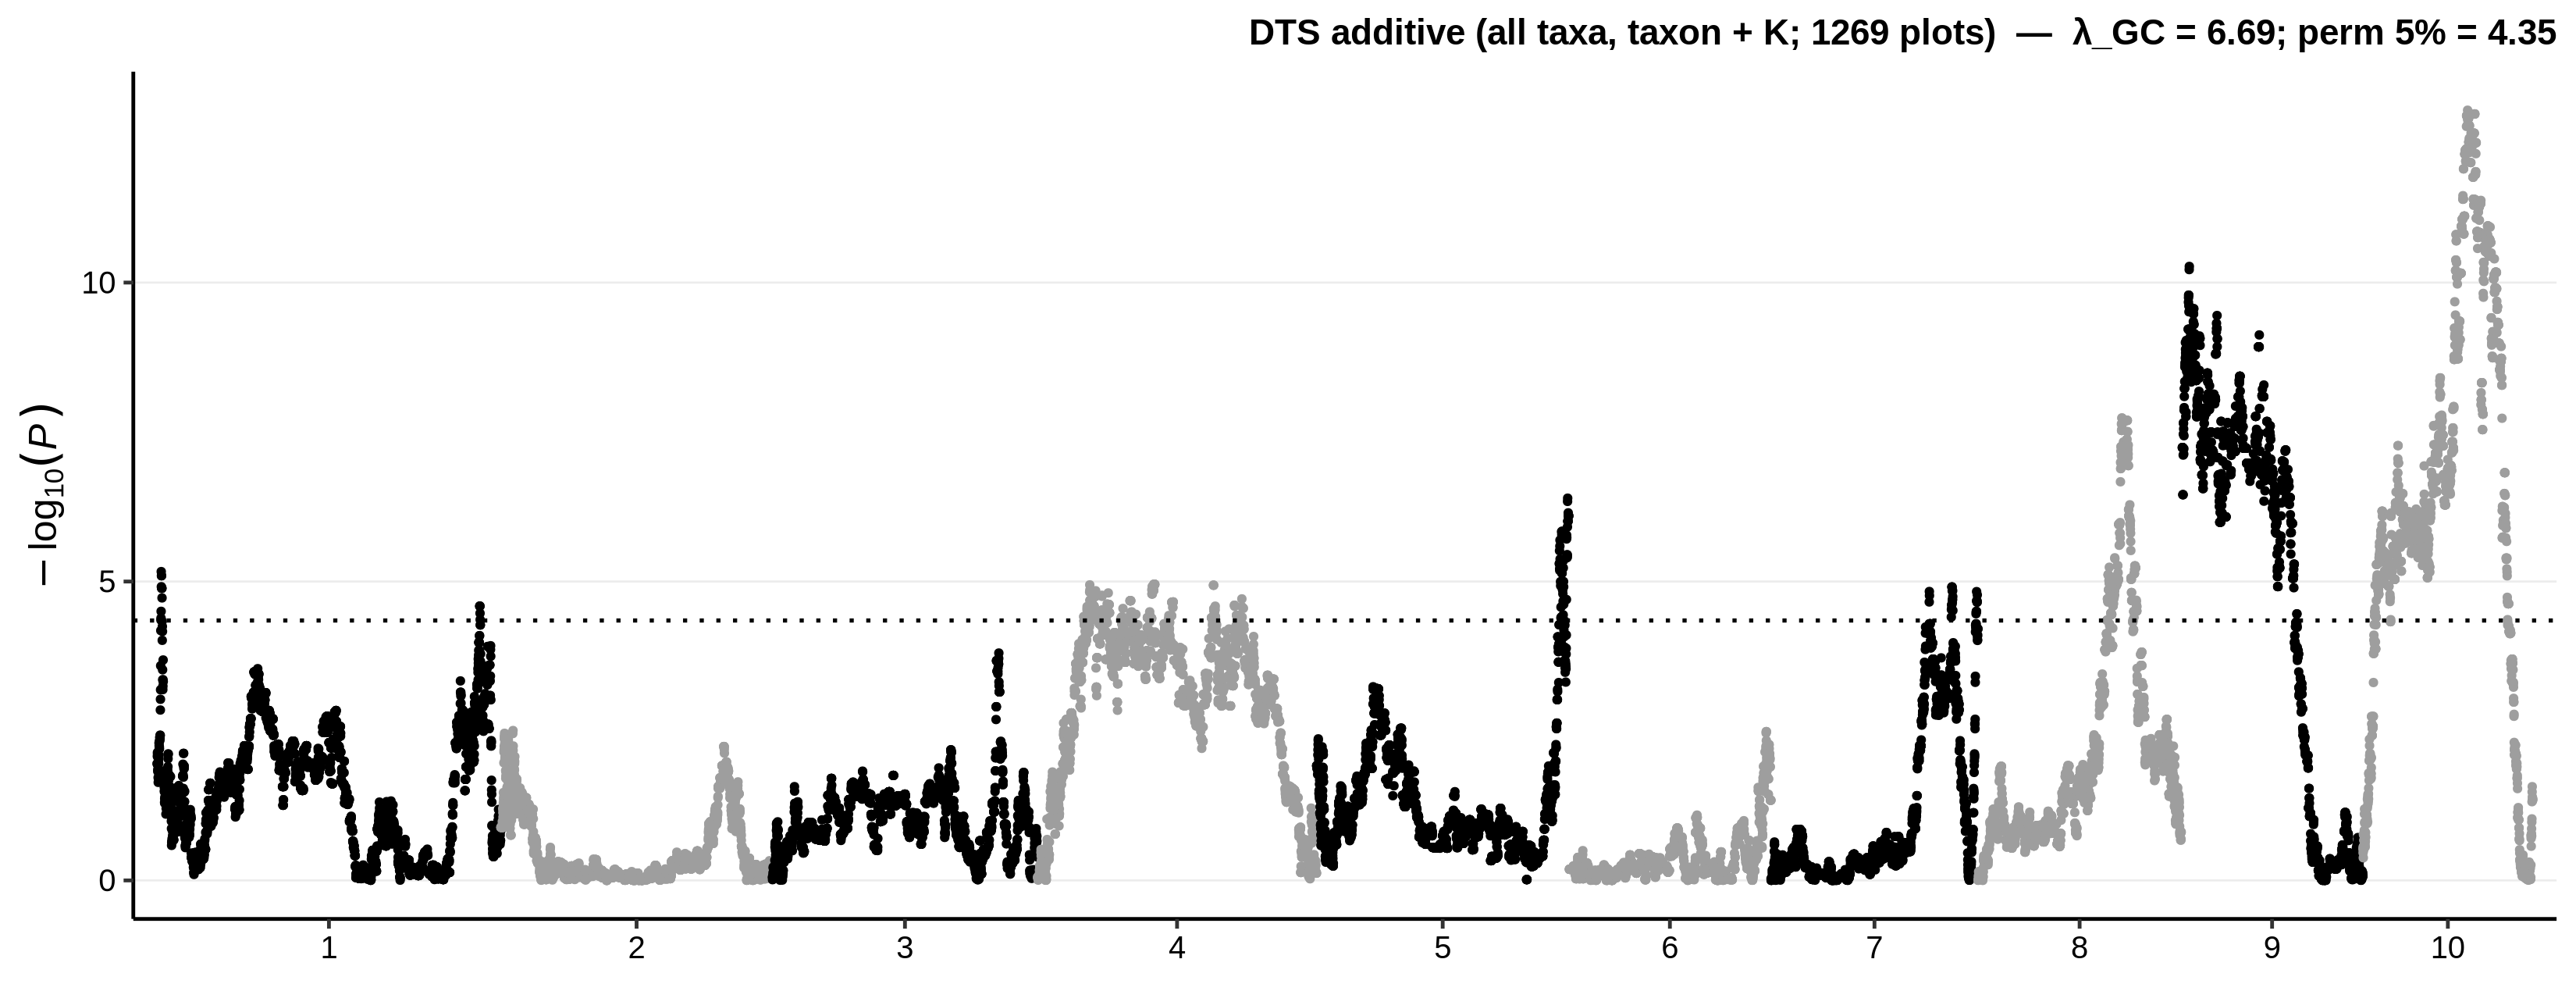 DTS additive (all taxa, taxon + K; 1269 plots) — λ_GC = 6.69; perm 5% = 4.35
− log10(P)
10
5
0
1 2 3 4 5 6 7 8 9 10